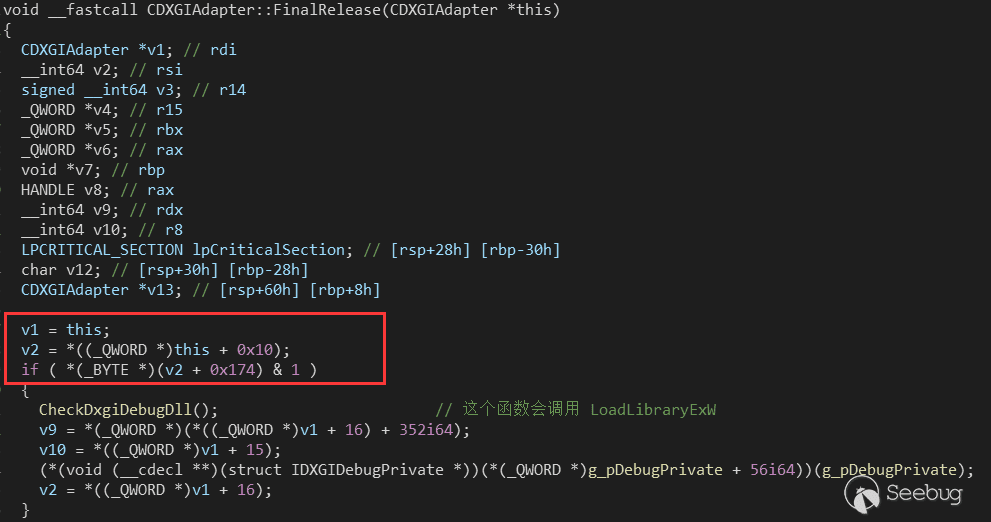 void __fastcall CDXGIAdapter::FinalRelease(CDXGIAdapter *this)
{
CDXGIAdapter *v1; // rdi
__int64 v2; // rsi
signed __int64 v3; // r14
_QWORD *v4; // r15
_QWORD *v5; // rbx
_QWORD *v6; // rax
void *v7; // rbp
HANDLE v8; // rax
__int64 v9; // rdx
__int64 v10; // r8
LPCRITICAL_SECTION lpCriticalSection; // [rsp+28h] [rbp-30h]
char v12; // [rsp+30h] [rbp-28h]
CDXGIAdapter *v13; // [rsp+60h] [rbp+8h]
v1 = this;
v2 = *((_QWORD *)this + 0x10);
if ( *(_BYTE *)(v2 + 0x174) & 1 )
{
CheckDxgiDebugDll(); // 这个函数会调用 LoadLibraryExW
v9 = *(_QWORD *)(*((_QWORD *)v1 + 16) + 352i64);
v10 = *((_QWORD *)v1 + 15);
(*(void (__cdecl **)(struct IDXGIDebugPrivate *))(*(_QWORD *)g_pDebugPrivate + 56i64))(g_pDebugPrivate);
v2 = *((_QWORD *)v1 + 16);
}
Seebug